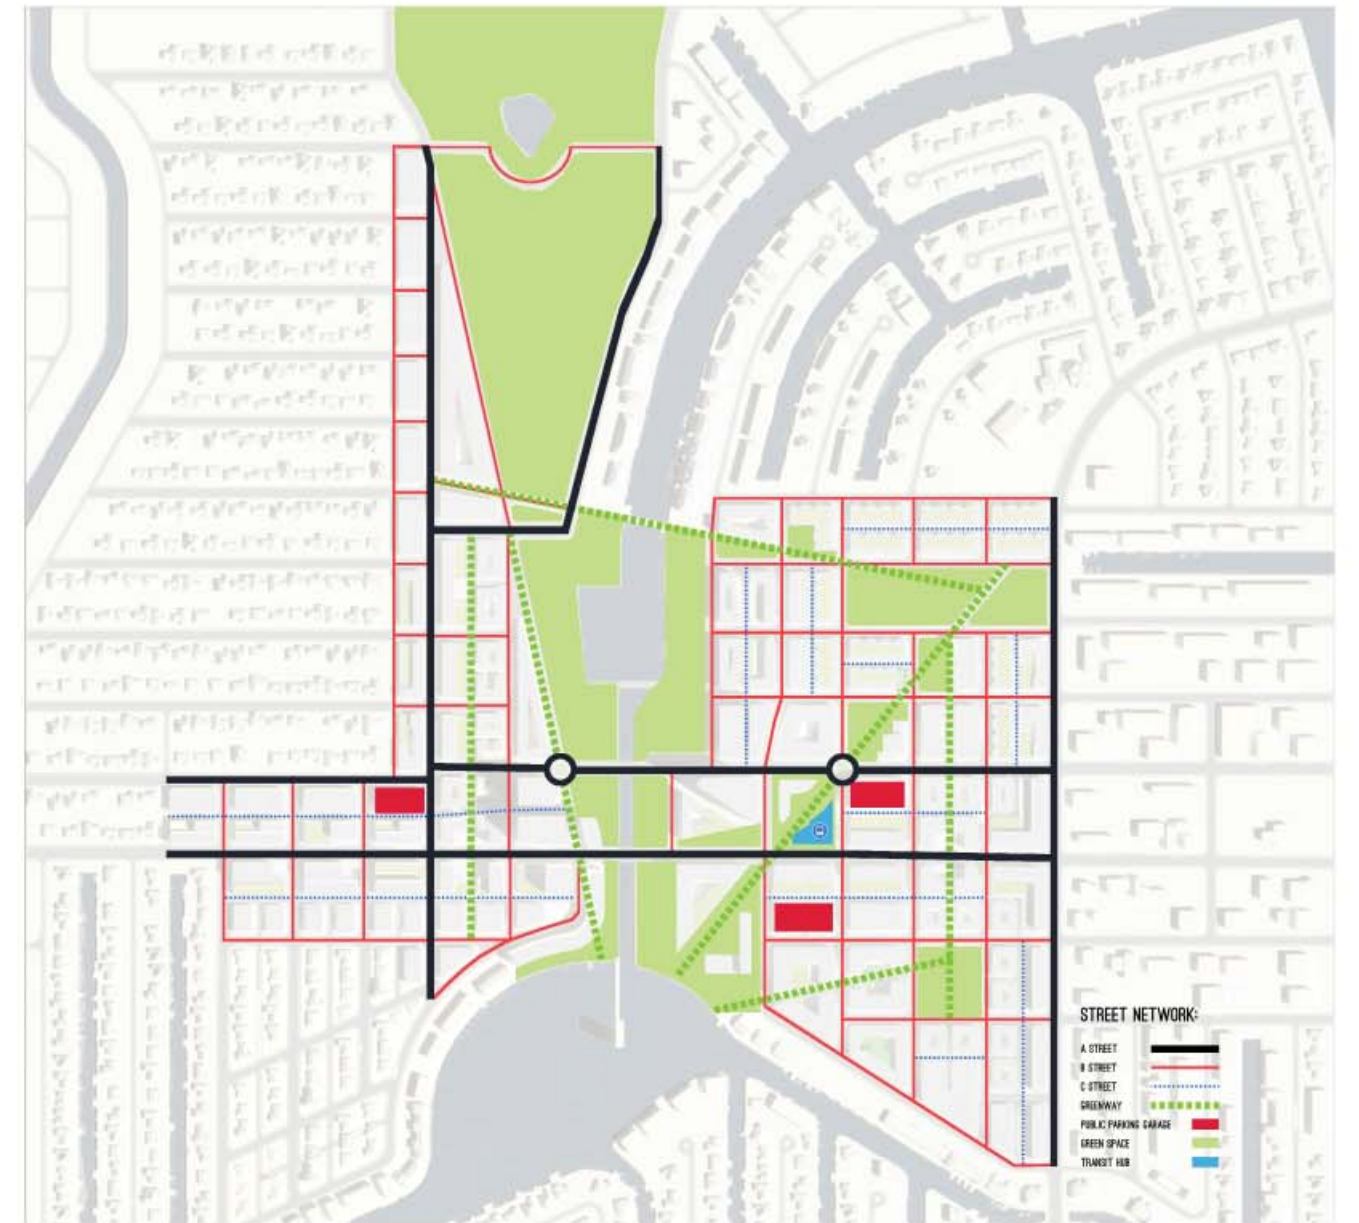 STREET NETWORK:
A STREET
B STREET
C STREET
GREENWAY
PUBLIC PARKING GARAGE
GREEN SPACE
TRANSIT HUB